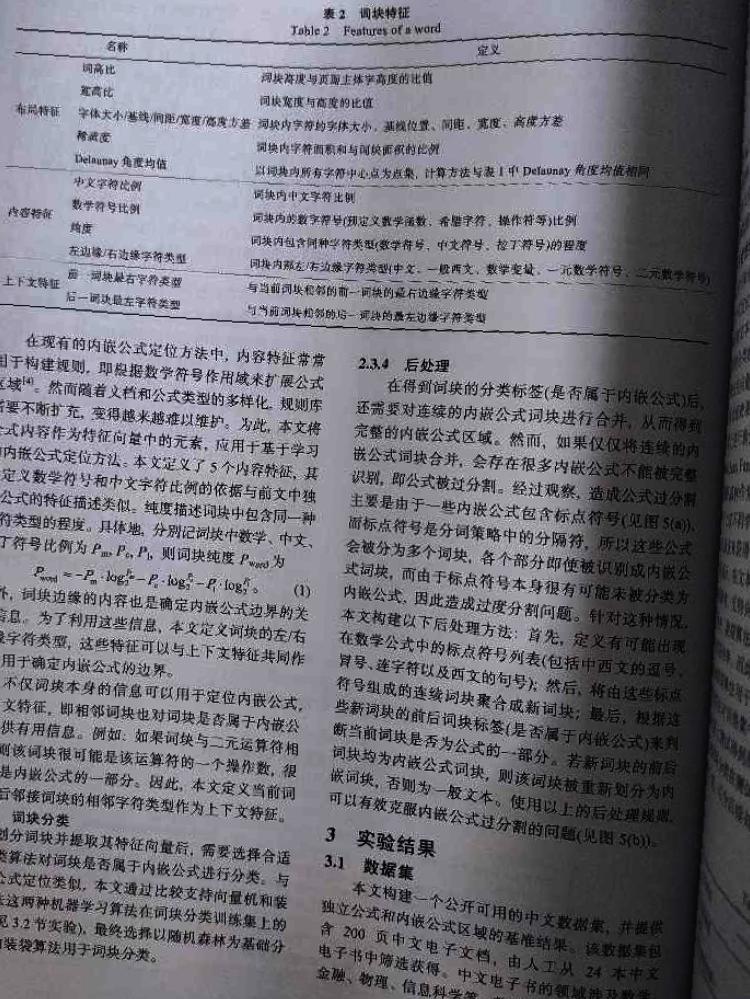 表 2 词块特征
Table 2 Features of a word
名称 定义
词高比 词块高度与页面主体字高度的比值
宽高比 词块宽度与高度的比值
布局特征 字体大小/基线/间距/宽度/高度方差 词块内字符的字体大小、基线位置、间距、宽度、高度方差
稀疏度 词块内字符面积和与词块面积的比例
Delaunay 角度均值 以词块内所有字符中心点为点集，计算方法与表 1 中 Delaunay 角度均值相同
中文字符比例 词块内中文字符比例
内容特征 数学符号比例 词块内的数学符号(预定义数学函数、希腊字符、操作符等)比例
纯度 词块内包含同种字符类型(数学符号、中文符号、拉丁符号)的程度
左边缘/右边缘字符类型 词块内部左/右边缘字符类型(中文、一般西文、数学变量、一元数学符号、二元数学符号)
上下文特征 前一词块最右字符类型 与当前词块相邻的前一词块的最右边缘字符类型
后一词块最左字符类型 与当前词块相邻的后一词块的最左边缘字符类型
在现有的内嵌公式定位方法中，内容特征常常
用于构建规则，即根据数学符号作用域来扩展公式
区域[4]。然而随着文档和公式类型的多样化，规则库
需要不断扩充，变得越来越难以维护。为此，本文将
公式内容作为特征向量中的元素，应用于基于学习
的内嵌公式定位方法。本文定义了 5 个内容特征，其
定义数学符号和中文字符比例的依据与前文中独
公式的特征描述类似。纯度描述词块中包含同一种
符类型的程度。具体地，分别记词块中数学、中文、
丁符号比例为 Pm, Pc, Pl，则词块纯度 Pword 为
Pword = −Pm·log2^Pm − Pc·log2^Pc − Pl·log2^Pl。 (1)
外，词块边缘的内容也是确定内嵌公式边界的关
信息。为了利用这些信息，本文定义词块的左/右
缘字符类型，这些特征可以与上下文特征共同作
用于确定内嵌公式的边界。
不仅词块本身的信息可以用于定位内嵌公式，
文特征，即相邻词块也对词块是否属于内嵌公
供有用信息。例如：如果词块与二元运算符相
则该词块很可能是该运算符的一个操作数，很
是内嵌公式的一部分。因此，本文定义当前词
后邻接词块的相邻字符类型作为上下文特征。
词块分类
划分词块并提取其特征向量后，需要选择合适
类算法对词块是否属于内嵌公式进行分类。与
公式定位类似，本文通过比较支持向量机和装
法这两种机器学习算法在词块分类训练集上的
见 3.2 节实验)，最终选择以随机森林为基础分
的装袋算法用于词块分类。
2.3.4 后处理
在得到词块的分类标签(是否属于内嵌公式)后，
还需要对连续的内嵌公式词块进行合并，从而得到
完整的内嵌公式区域。然而，如果仅仅将连续的内
嵌公式词块合并，会存在很多内嵌公式不能被完整
识别，即公式被过分割。经过观察，造成公式过分割
主要是由于一些内嵌公式包含标点符号(见图 5(a))，
而标点符号是分词策略中的分隔符，所以这些公式
会被分为多个词块，各个部分即使被识别成内嵌公
式词块，而由于标点符号本身很有可能未被分类为
内嵌公式，因此造成过度分割问题。针对这种情况，
本文构建以下后处理方法：首先，定义有可能出现
在数学公式中的标点符号列表(包括中西文的逗号、
冒号、连字符以及西文的句号)；然后，将由这些标点
符号组成的连续词块聚合成新词块；最后，根据这
些新词块的前后词块标签(是否属于内嵌公式)来判
断当前词块是否为公式的一部分。若新词块的前后
词块均为内嵌公式词块，则该词块被重新划分为内
嵌词块，否则为一般文本。使用以上的后处理规则，
可以有效克服内嵌公式过分割的问题(见图 5(b))。
3 实验结果
3.1 数据集
本文构建一个公开可用的中文数据集，并提供
独立公式和内嵌公式区域的基准结果。该数据集包
含 200 页中文电子文档，由人工从 24 本中文
电子书中筛选获得。中文电子书的领域涉及数学、
金融、物理、信息科学等